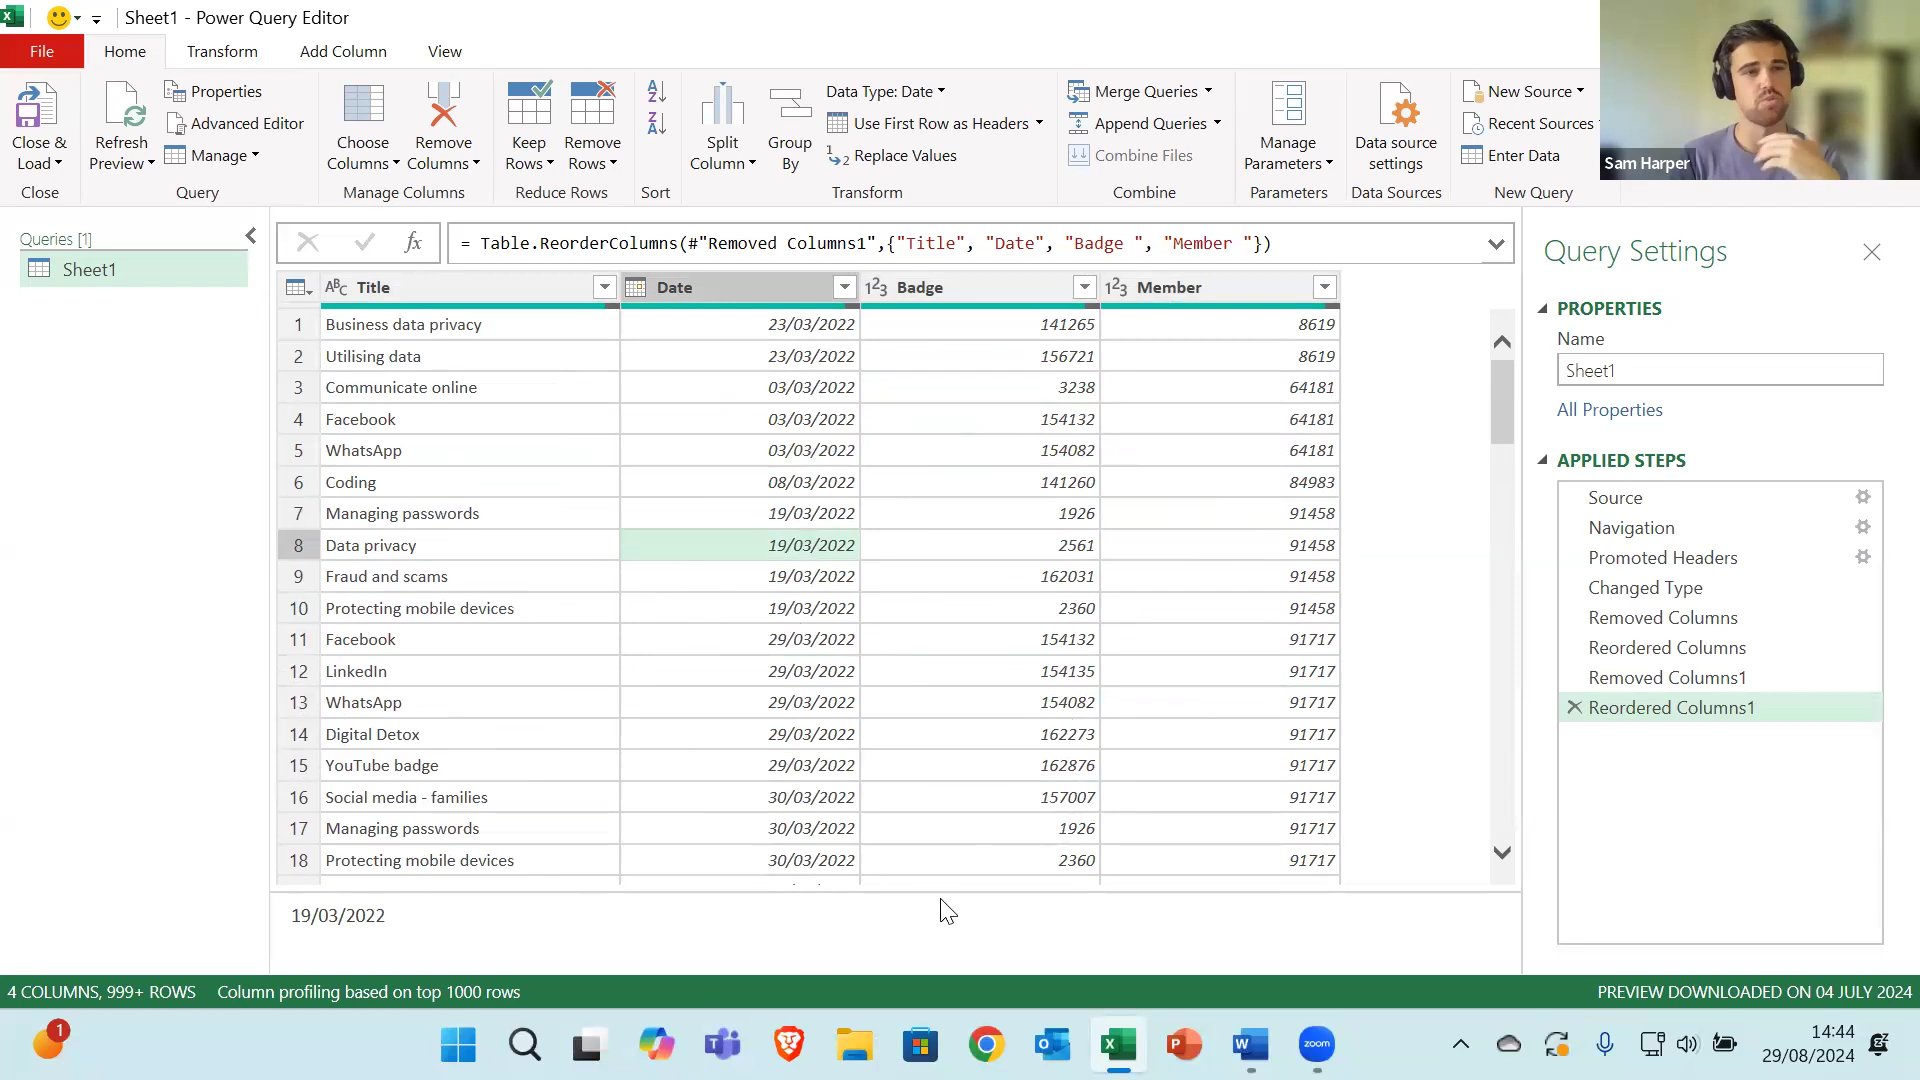 Sheet1 - Power Query Editor
File Home Transform Add Column View
Close & Load
Close
Refresh Preview
Properties
Advanced Editor
Manage
Query
Choose Columns
Remove Columns
Manage Columns
Keep Rows
Remove Rows
Reduce Rows
A Z
Z A
Sort
Split Column
Group By
Data Type: Date
Use First Row as Headers
1 2 Replace Values
Transform
Merge Queries
Append Queries
Combine Files
Combine
Manage Parameters
Parameters
Data source settings
Data Sources
New Source
Recent Sources
Enter Data
New Query
Sam Harper
Queries [1]
Sheet1
fx = Table.ReorderColumns(#"Removed Columns1",{"Title", "Date", "Badge ", "Member "})
ABC Title Date 123 Badge 123 Member
1 Business data privacy 23/03/2022 141265 8619
2 Utilising data 23/03/2022 156721 8619
3 Communicate online 03/03/2022 3238 64181
4 Facebook 03/03/2022 154132 64181
5 WhatsApp 03/03/2022 154082 64181
6 Coding 08/03/2022 141260 84983
7 Managing passwords 19/03/2022 1926 91458
8 Data privacy 19/03/2022 2561 91458
9 Fraud and scams 19/03/2022 162031 91458
10 Protecting mobile devices 19/03/2022 2360 91458
11 Facebook 29/03/2022 154132 91717
12 LinkedIn 29/03/2022 154135 91717
13 WhatsApp 29/03/2022 154082 91717
14 Digital Detox 29/03/2022 162273 91717
15 YouTube badge 29/03/2022 162876 91717
16 Social media - families 30/03/2022 157007 91717
17 Managing passwords 30/03/2022 1926 91717
18 Protecting mobile devices 30/03/2022 2360 91717
19/03/2022
Query Settings
PROPERTIES
Name
Sheet1
All Properties
APPLIED STEPS
Source
Navigation
Promoted Headers
Changed Type
Removed Columns
Reordered Columns
Removed Columns1
Reordered Columns1
4 COLUMNS, 999+ ROWS Column profiling based on top 1000 rows PREVIEW DOWNLOADED ON 04 JULY 2024
1
zoom
14:44
29/08/2024